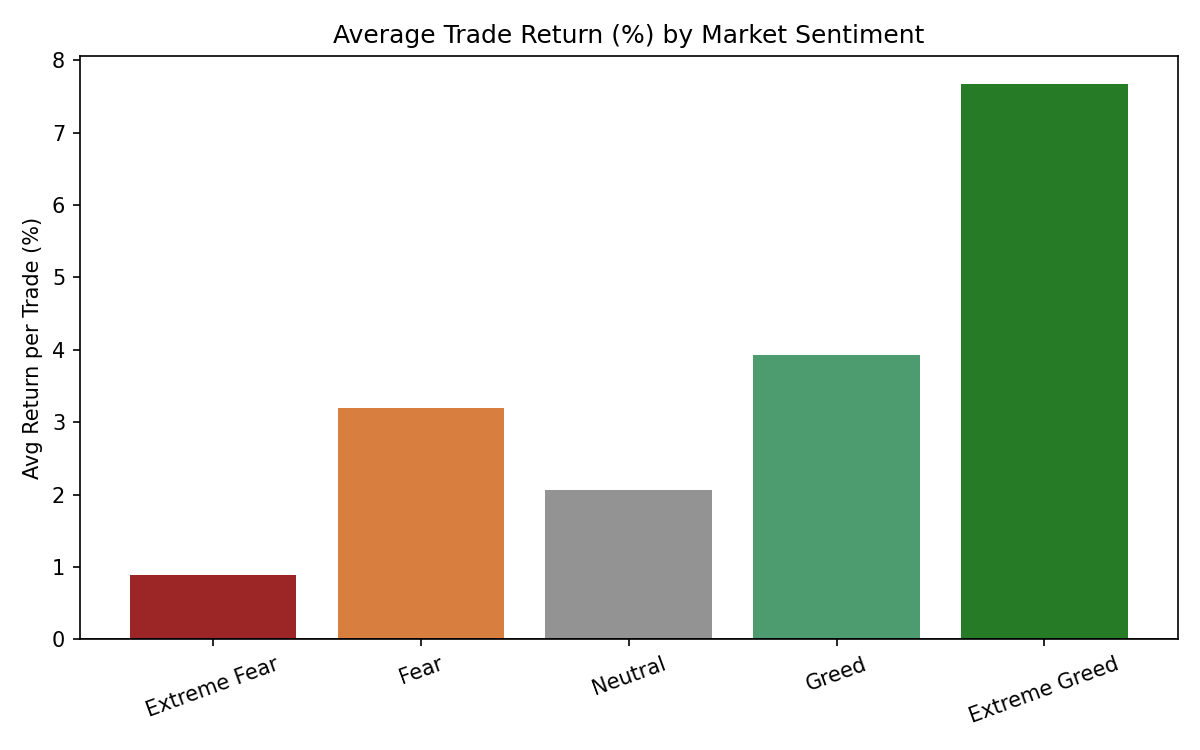 Average Trade Return (%) by Market Sentiment
Avg Return per Trade (%)
8
7
6
5
4
3
2
1
0
Extreme Fear
Fear
Neutral
Greed
Extreme Greed